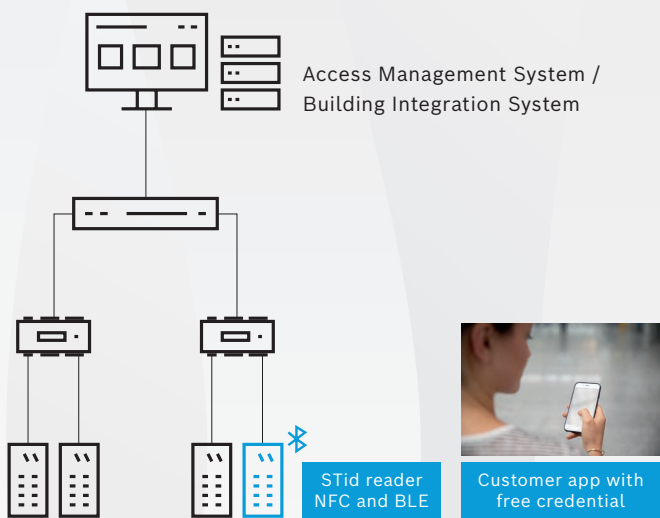 Access Management System /
Building Integration System
STid reader
NFC and BLE
Customer app with
free credential